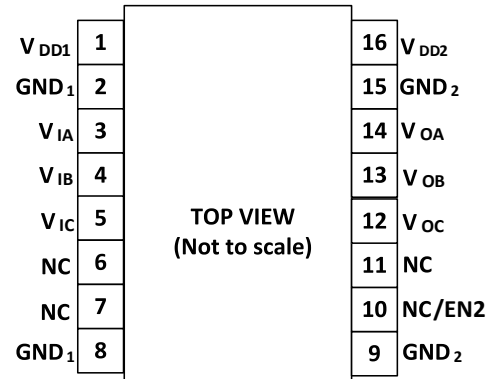 V DD1 1 16 V DD2
GND 1 2 15 GND 2
V IA 3 14 V OA
V IB 4 13 V OB
V IC 5 12 V OC
TOP VIEW
(Not to scale)
NC 6 11 NC
NC 7 10 NC/EN2
GND 1 8 9 GND 2